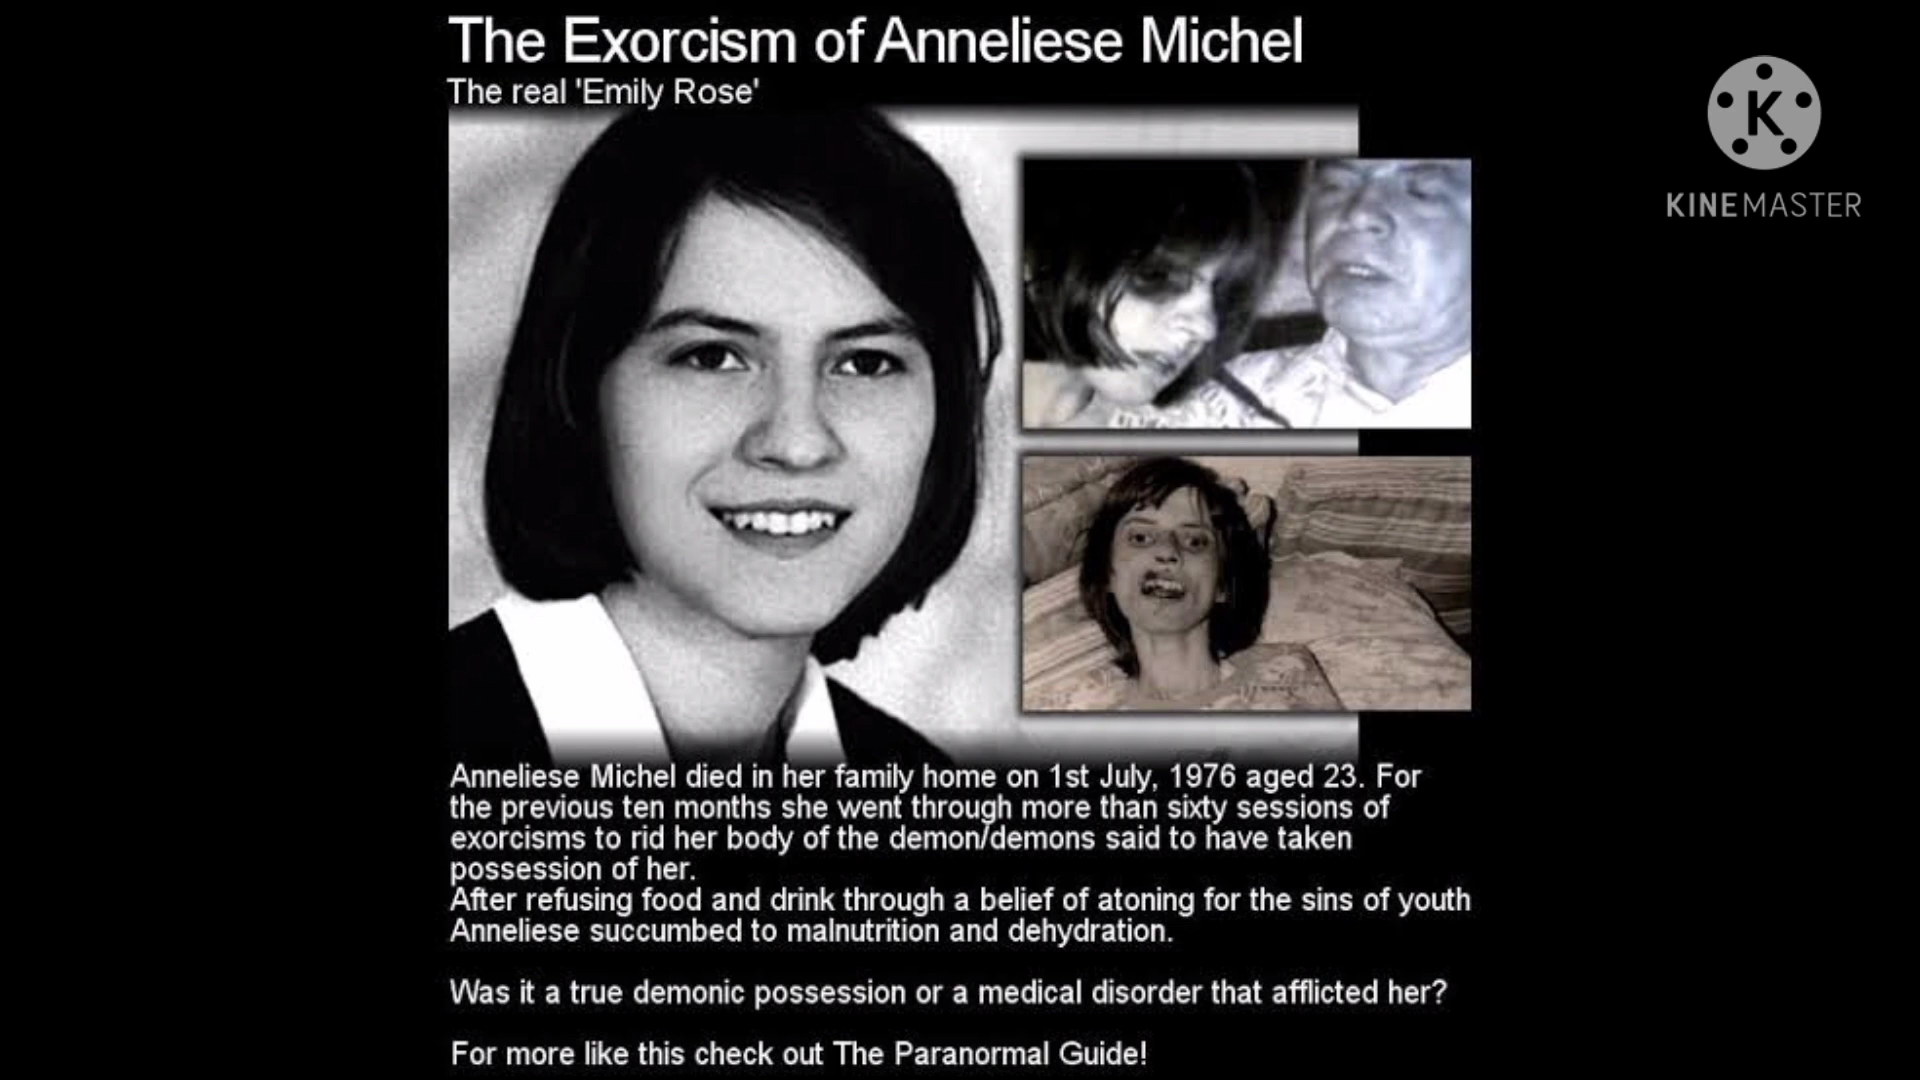 The Exorcism of Anneliese Michel
The real 'Emily Rose'
K
KINEMASTER
Anneliese Michel died in her family home on 1st July, 1976 aged 23. For
the previous ten months she went through more than sixty sessions of
exorcisms to rid her body of the demon/demons said to have taken
possession of her.
After refusing food and drink through a belief of atoning for the sins of youth
Anneliese succumbed to malnutrition and dehydration.
Was it a true demonic possession or a medical disorder that afflicted her?
For more like this check out The Paranormal Guide!